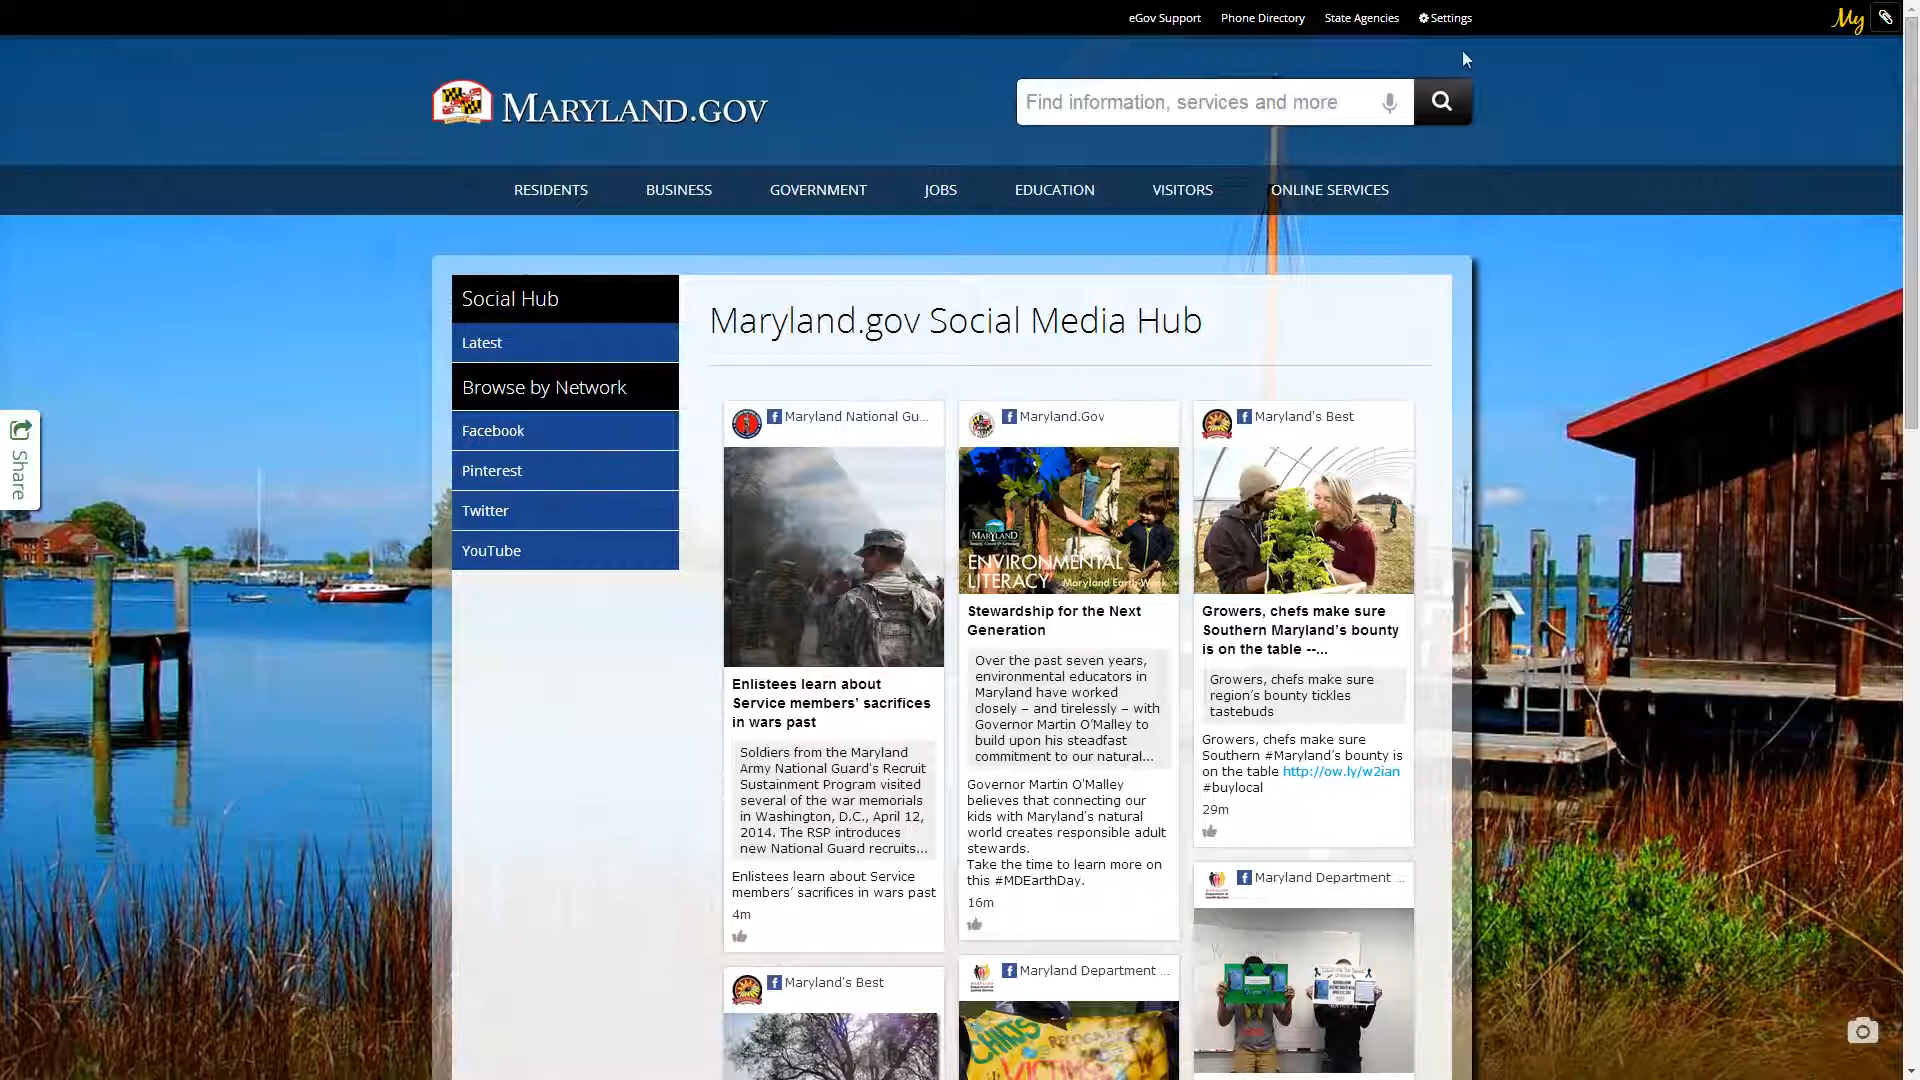 eGov Support Phone Directory State Agencies Settings
My
MARYLAND.GOV
Find information, services and more
RESIDENTS BUSINESS GOVERNMENT JOBS EDUCATION VISITORS ONLINE SERVICES
Share
Social Hub
Latest
Browse by Network
Facebook
Pinterest
Twitter
YouTube
Maryland.gov Social Media Hub
Maryland National Gu...
Enlistees learn about
Service members’ sacrifices
in wars past
Soldiers from the Maryland
Army National Guard's Recruit
Sustainment Program visited
several of the war memorials
in Washington, D.C., April 12,
2014. The RSP introduces
new National Guard recruits...
Enlistees learn about Service
members’ sacrifices in wars past
4m
Maryland's Best
Maryland.Gov
MARYLAND
ENVIRONMENTAL
LITERACY Maryland Earth Week
Stewardship for the Next
Generation
Over the past seven years,
environmental educators in
Maryland have worked
closely – and tirelessly – with
Governor Martin O’Malley to
build upon his steadfast
commitment to our natural...
Governor Martin O'Malley
believes that connecting our
kids with Maryland's natural
world creates responsible adult
stewards.
Take the time to learn more on
this #MDEarthDay.
16m
Maryland Department ...
VICTIMS
Maryland's Best
Growers, chefs make sure
Southern Maryland’s bounty
is on the table --...
Growers, chefs make sure
region’s bounty tickles
tastebuds
Growers, chefs make sure
Southern #Maryland’s bounty is
on the table http://ow.ly/w2ian
#buylocal
29m
Maryland Department ...